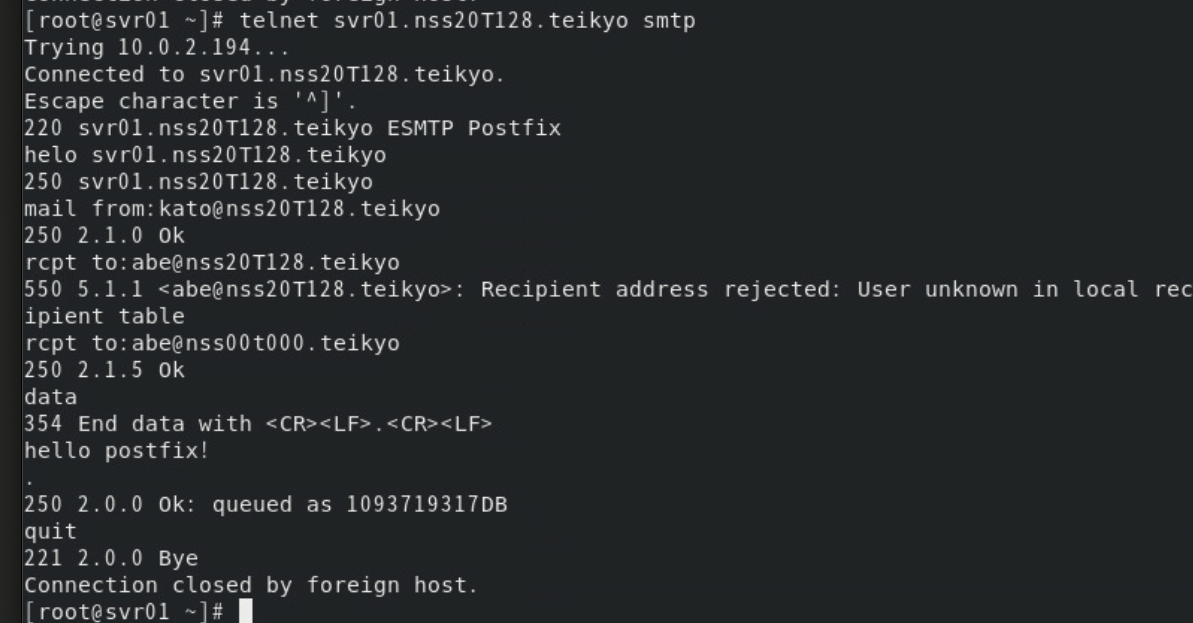 [root@svr01 ~]# telnet svr01.nss20T128.teikyo smtp
Trying 10.0.2.194...
Connected to svr01.nss20T128.teikyo.
Escape character is '^]'.
220 svr01.nss20T128.teikyo ESMTP Postfix
helo svr01.nss20T128.teikyo
250 svr01.nss20T128.teikyo
mail from:kato@nss20T128.teikyo
250 2.1.0 Ok
rcpt to:abe@nss20T128.teikyo
550 5.1.1 <abe@nss20T128.teikyo>: Recipient address rejected: User unknown in local rec
ipient table
rcpt to:abe@nss00t000.teikyo
250 2.1.5 Ok
data
354 End data with <CR><LF>.<CR><LF>
hello postfix!
.
250 2.0.0 Ok: queued as 1093719317DB
quit
221 2.0.0 Bye
Connection closed by foreign host.
[root@svr01 ~]#